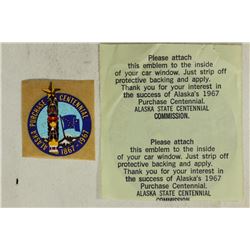 ALASKA PURCHASE CENTENNIAL
1867-1967
Please attach
this emblem to the inside
of your car window. Just strip off
protective backing and apply.
Thank you for your interest in
the success of Alaska's 1967
Purchase Centennial.
ALASKA STATE CENTENNIAL
COMMISSION.
Please attach
this emblem to the inside
of your car window. Just strip off
protective backing and apply.
Thank you for your interest in
the success of Alaska's 1967
Purchase Centennial.
ALASKA STATE CENTENNIAL
COMMISSION